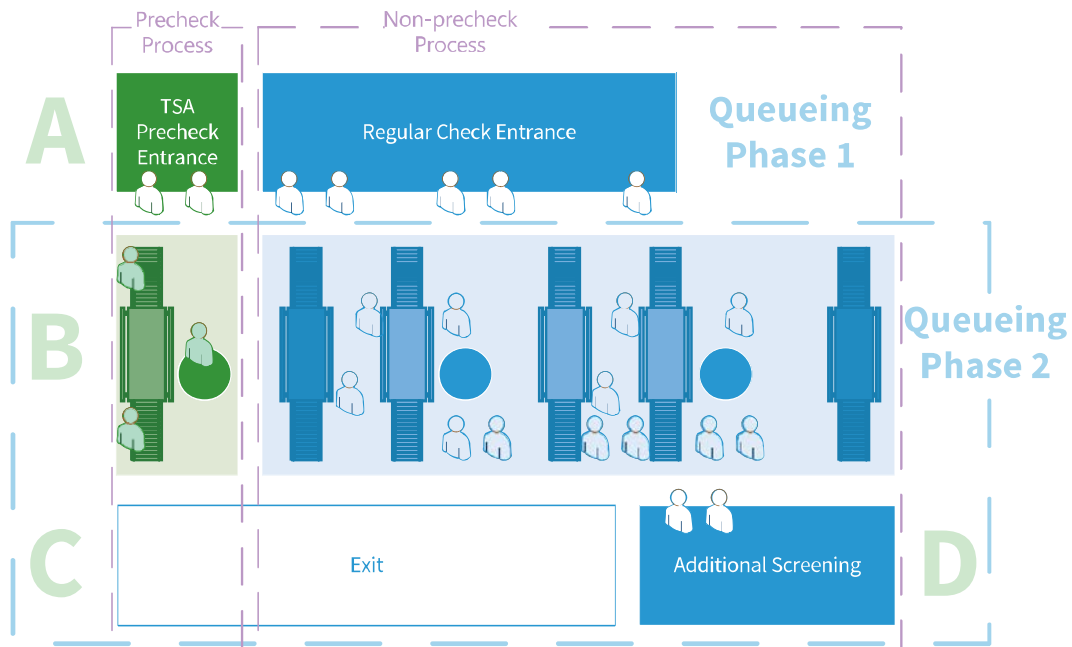 Precheck
Process
Non-precheck
Process
A
TSA
Precheck
Entrance
Regular Check Entrance
Queueing
Phase 1
B
Queueing
Phase 2
C
Exit
Additional Screening
D